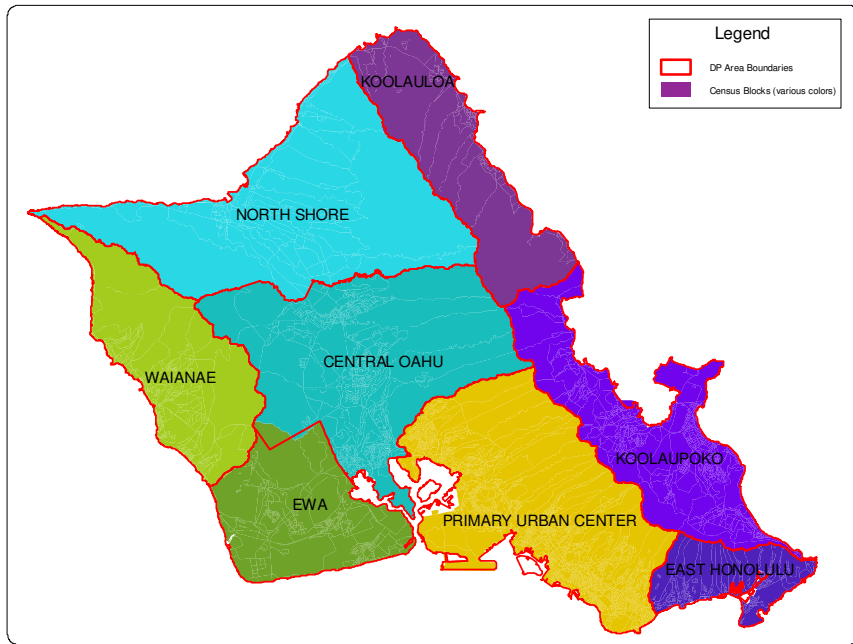 Legend
DP Area Boundaries
Census Blocks (various colors)
KOOLAULOA
NORTH SHORE
CENTRAL OAHU
WAIANAE
KOOLAUPOKO
EWA
PRIMARY URBAN CENTER
EAST HONOLULU